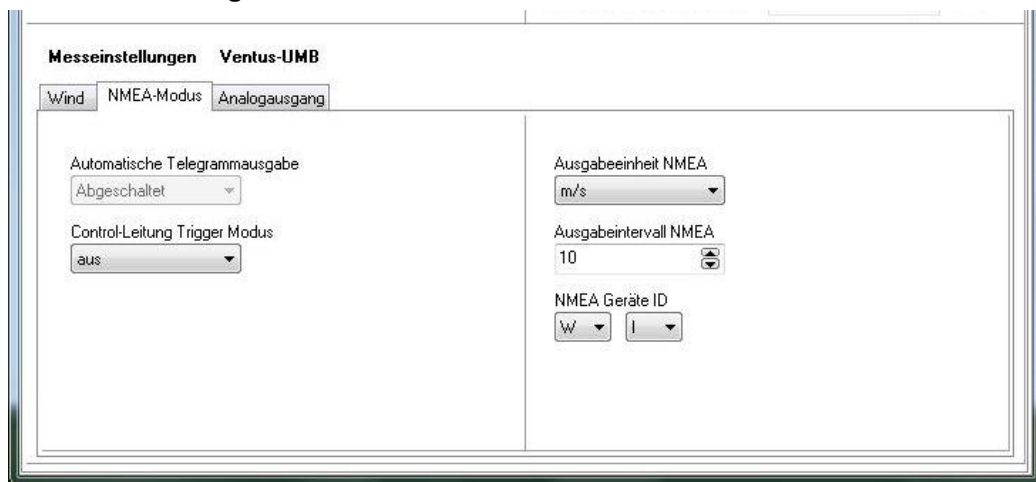 Messeinstellungen Ventus-UMB
Wind NMEA-Modus Analogausgang
Automatische Telegrammausgabe
Abgeschaltet
Control-Leitung Trigger Modus
aus
Ausgabeeinheit NMEA
m/s
Ausgabeintervall NMEA
10
NMEA Geräte ID
W I